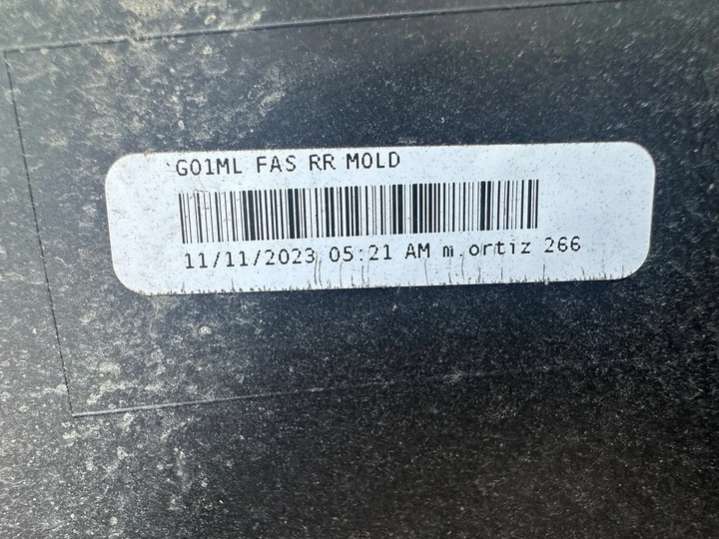 G01ML FAS RR MOLD
11/11/2023 05:21 AM m.ortiz 266